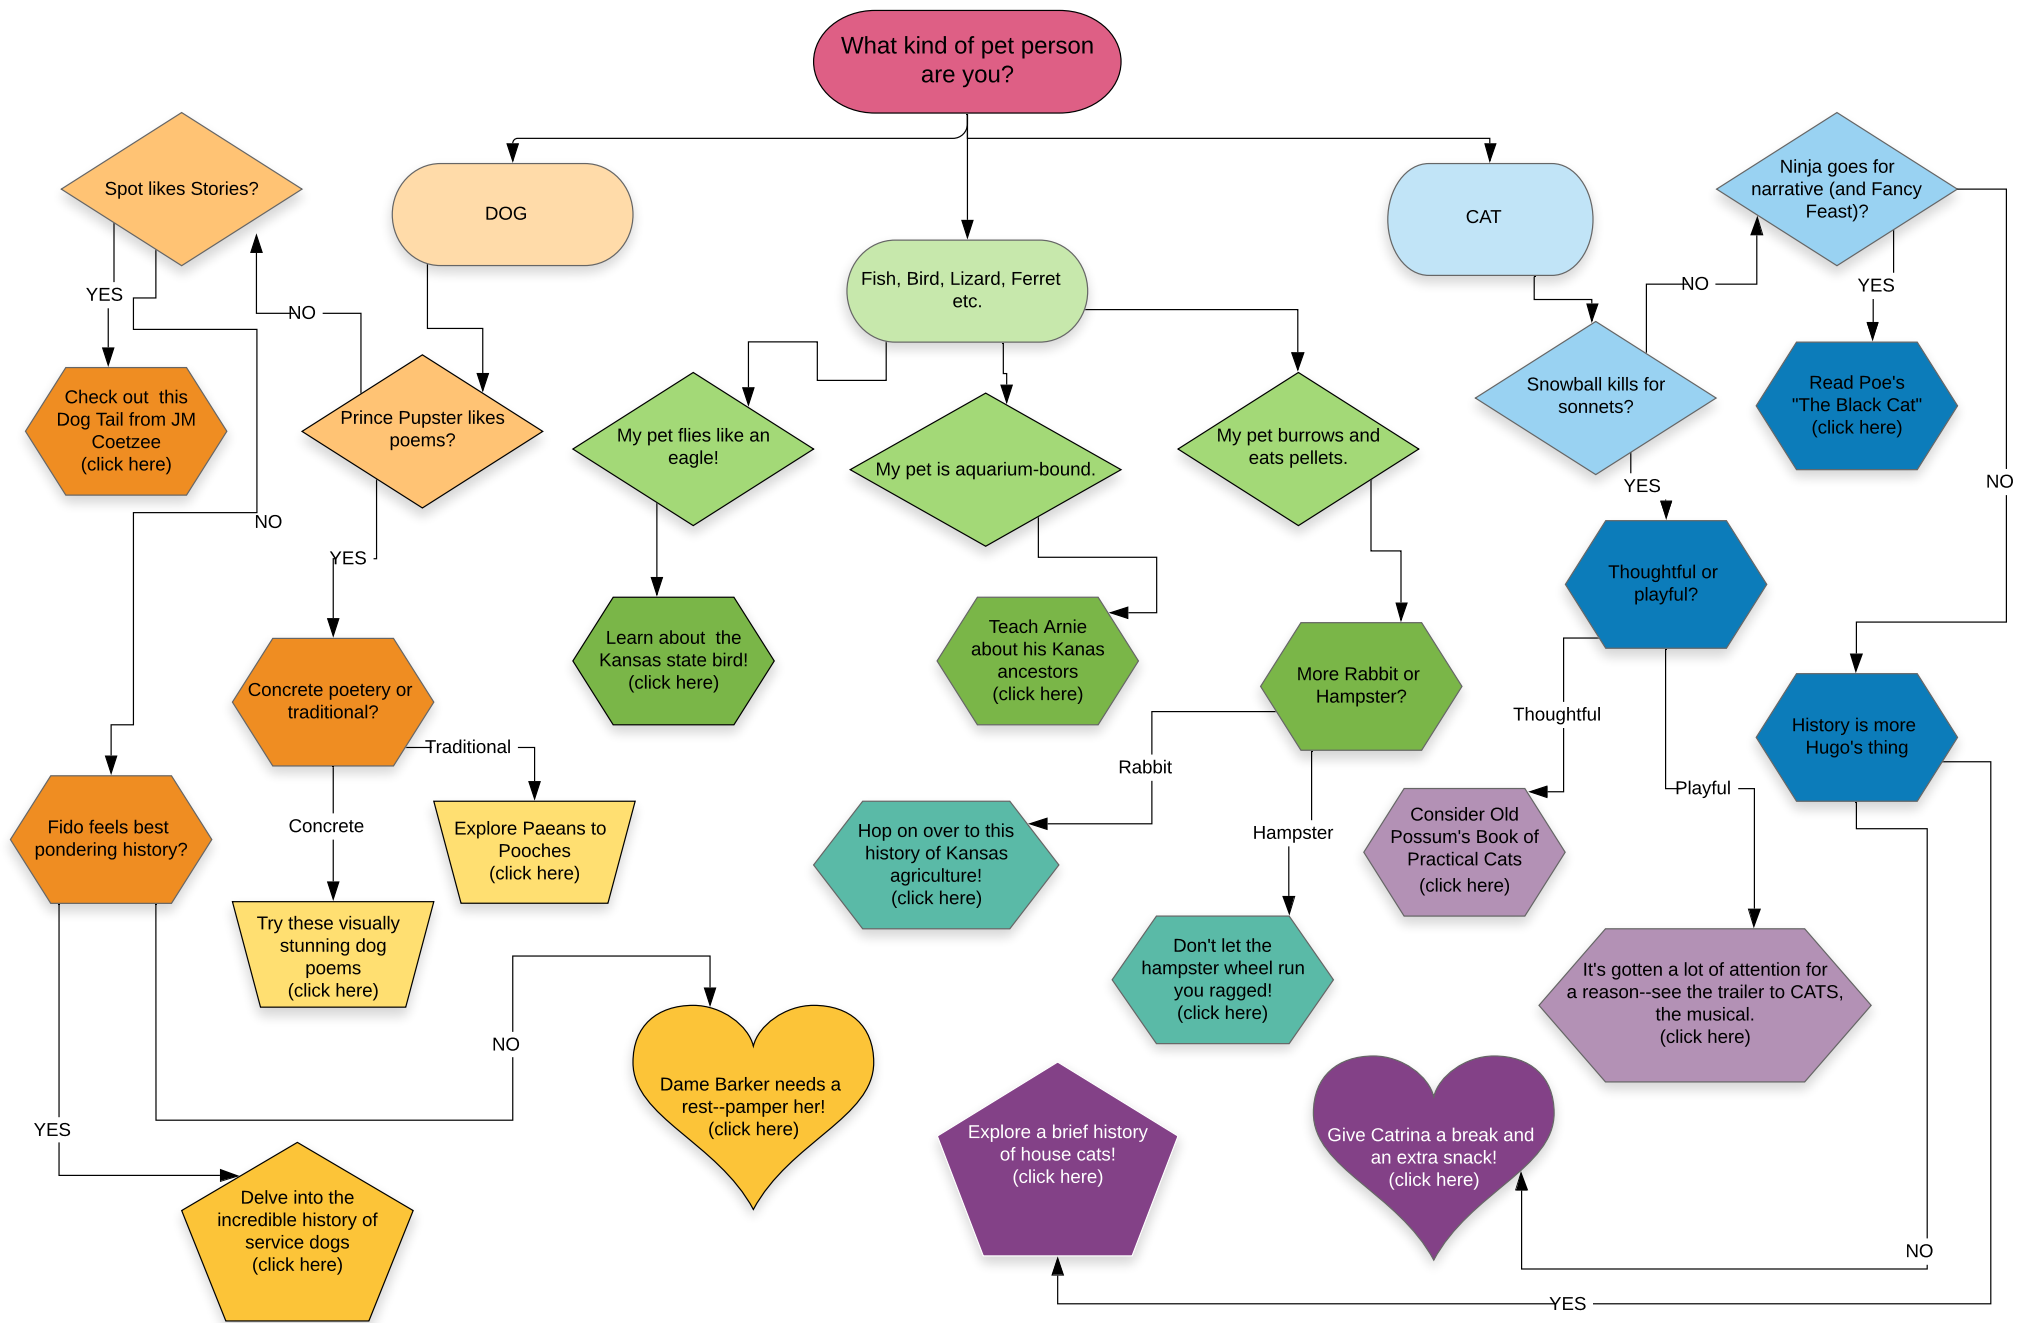 What kind of pet person
are you?
Spot likes Stories?
DOG
CAT
Ninja goes for
narrative (and Fancy
Feast)?
Fish, Bird, Lizard, Ferret
etc.
YES
NO
NO
YES
Check out  this
Dog Tail from JM
Coetzee
(click here)
Prince Pupster likes
poems?
My pet flies like an
eagle!
My pet is aquarium-bound.
My pet burrows and
eats pellets.
Snowball kills for
sonnets?
Read Poe's
"The Black Cat"
(click here)
NO
YES
NO
YES
Learn about  the
Kansas state bird!
(click here)
Teach Arnie
about his Kanas
ancestors
(click here)
More Rabbit or
Hampster?
Thoughtful or
playful?
Concrete poetery or
traditional?
Traditional
Concrete
Rabbit
Hampster
Thoughtful
Playful
History is more
Hugo's thing
Fido feels best
pondering history?
Explore Paeans to
Pooches
(click here)
Hop on over to this
history of Kansas
agriculture!
(click here)
Consider Old
Possum's Book of
Practical Cats
(click here)
Try these visually
stunning dog
poems
(click here)
Don't let the
hampster wheel run
you ragged!
(click here)
It's gotten a lot of attention for
a reason--see the trailer to CATS,
the musical.
(click here)
NO
YES
Dame Barker needs a
rest--pamper her!
(click here)
Explore a brief history
of house cats!
(click here)
Give Catrina a break and
an extra snack!
(click here)
Delve into the
incredible history of
service dogs
(click here)
NO
YES